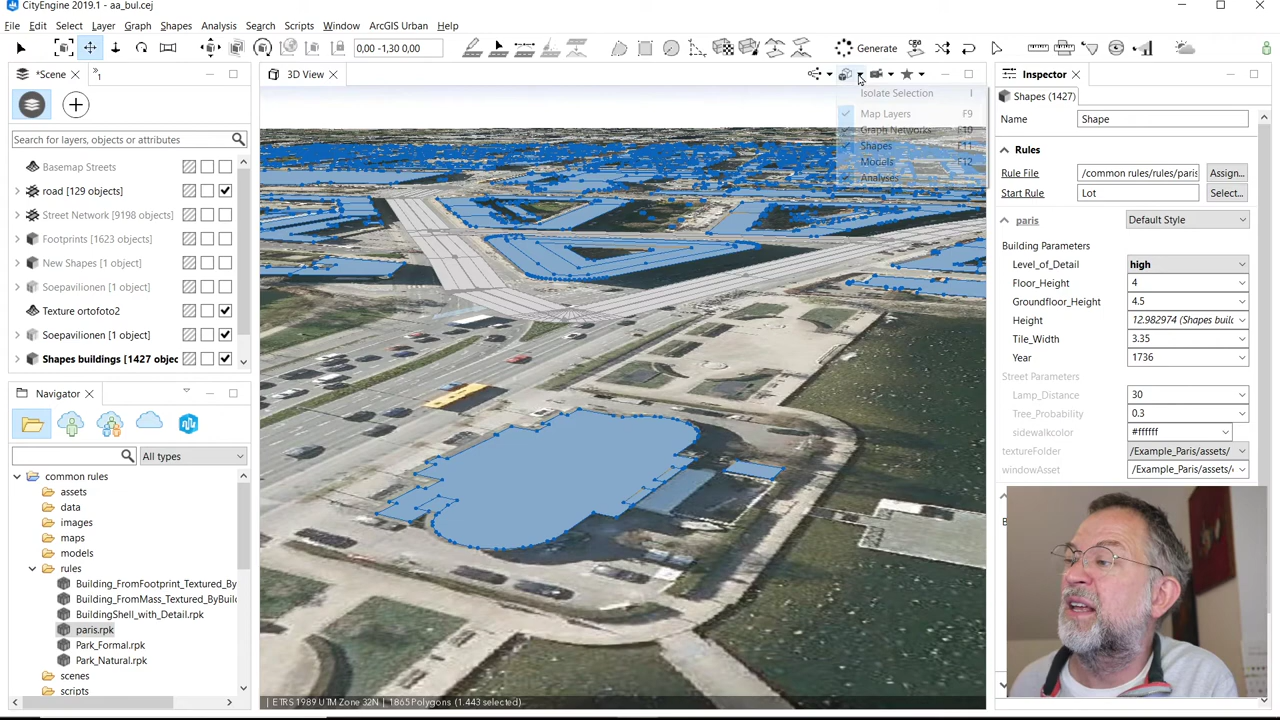 CityEngine 2019.1 - aa_bul.cej
File Edit Select Layer Graph Shapes Analysis Search Scripts Window ArcGIS Urban Help
0,00 -1,30 0,00
Generate
*Scene
»1
Search for layers, objects or attributes
Basemap Streets
road [129 objects]
Street Network [9198 objects]
Footprints [1623 objects]
New Shapes [1 object]
Soepavilionen [1 object]
Texture ortofoto2
Soepavilionen [1 object]
Shapes buildings [1427 objec
Navigator
All types
common rules
assets
data
images
maps
models
rules
Building_FromFootprint_Textured_By
Building_FromMass_Textured_ByBuil
BuildingShell_with_Detail.rpk
paris.rpk
Park_Formal.rpk
Park_Natural.rpk
scenes
scripts
3D View
Isolate Selection I
Map Layers F9
Graph Networks F10
Shapes F11
Models F12
Analyses
ETRS 1989 UTM Zone 32N | 1865 Polygons (1.443 selected)
Inspector
Shapes (1427)
Name Shape
Rules
Rule File /common rules/rules/paris Assign...
Start Rule Lot Select...
paris Default Style
Building Parameters
Level_of_Detail high
Floor_Height 4
Groundfloor_Height 4.5
Height 12.982974 (Shapes buil
Tile_Width 3.35
Year 1736
Street Parameters
Lamp_Distance 30
Tree_Probability 0.3
sidewalkcolor #ffffff
textureFolder /Example_Paris/assets/
windowAsset /Example_Paris/assets/